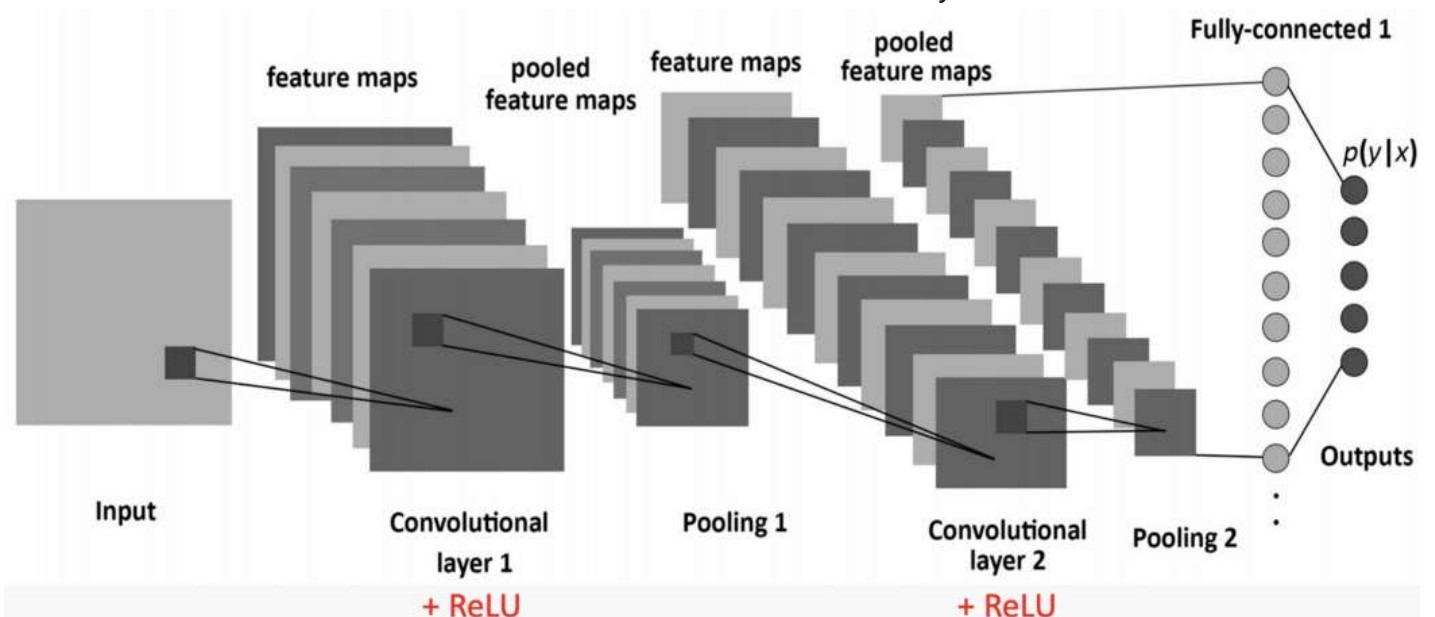 Fully-connected 1
feature maps
pooled
feature maps
feature maps
pooled
feature maps
p(y|x)
Input
Convolutional
layer 1
Pooling 1
Convolutional
layer 2
Pooling 2
Outputs
+ ReLU
+ ReLU